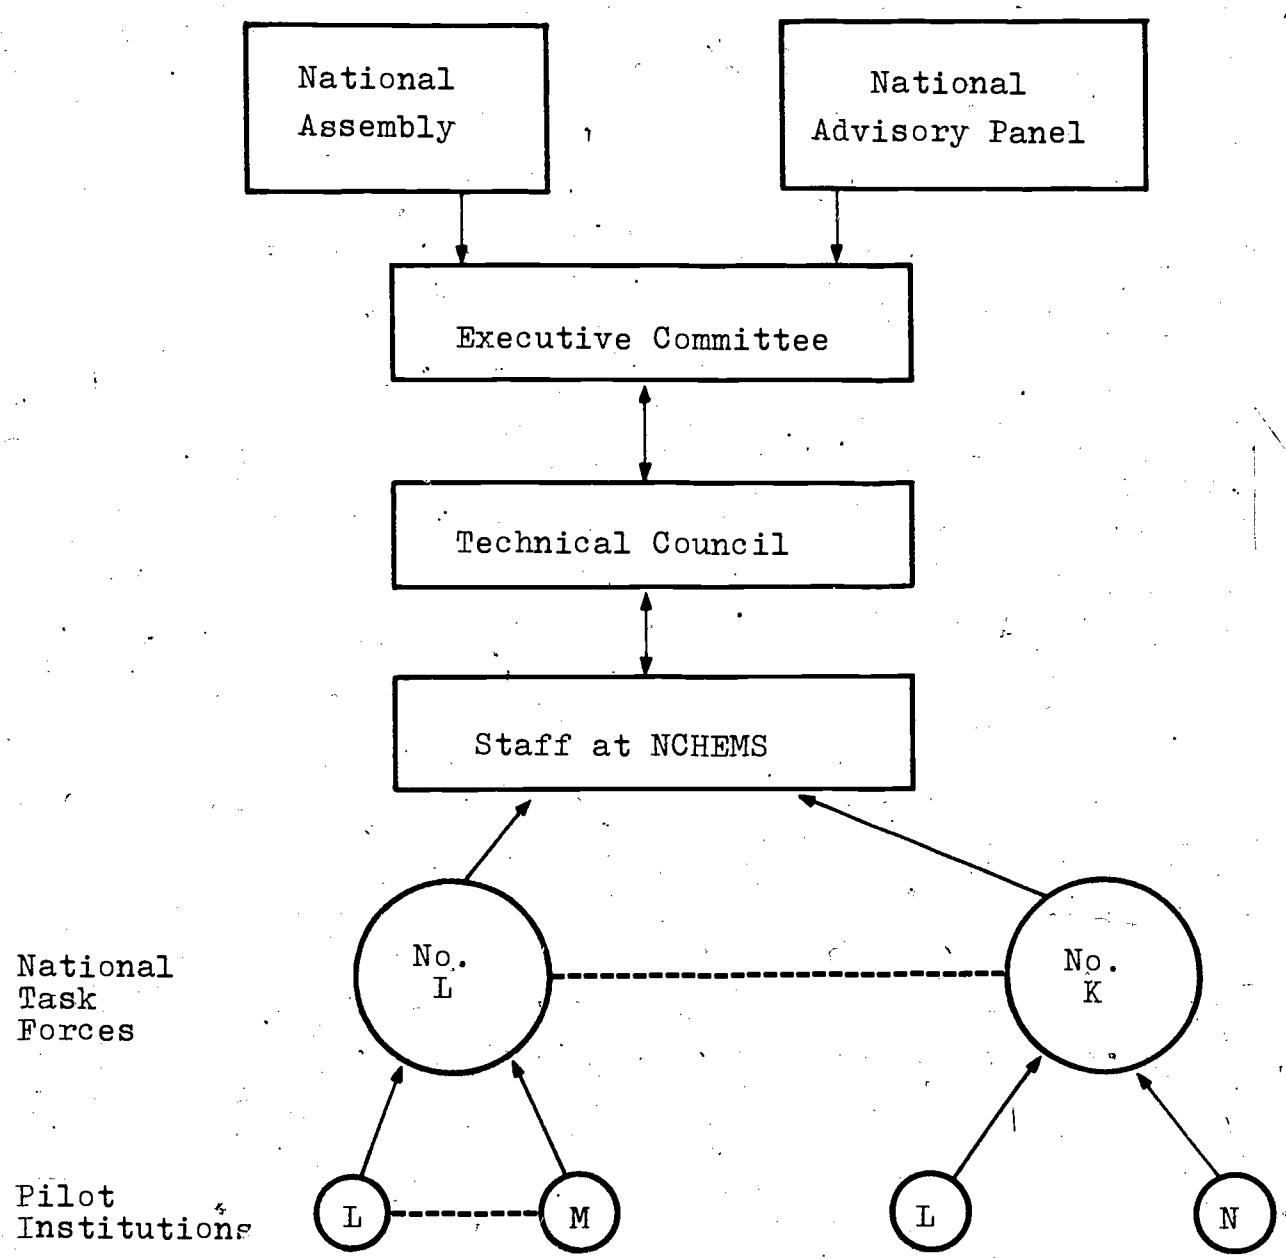 National
Assembly
National
Advisory Panel
Executive Committee
Technical Council
Staff at NCHEMS
National
Task
Forces
No.
L
No.
K
Pilot
Institutions
L
M
L
N